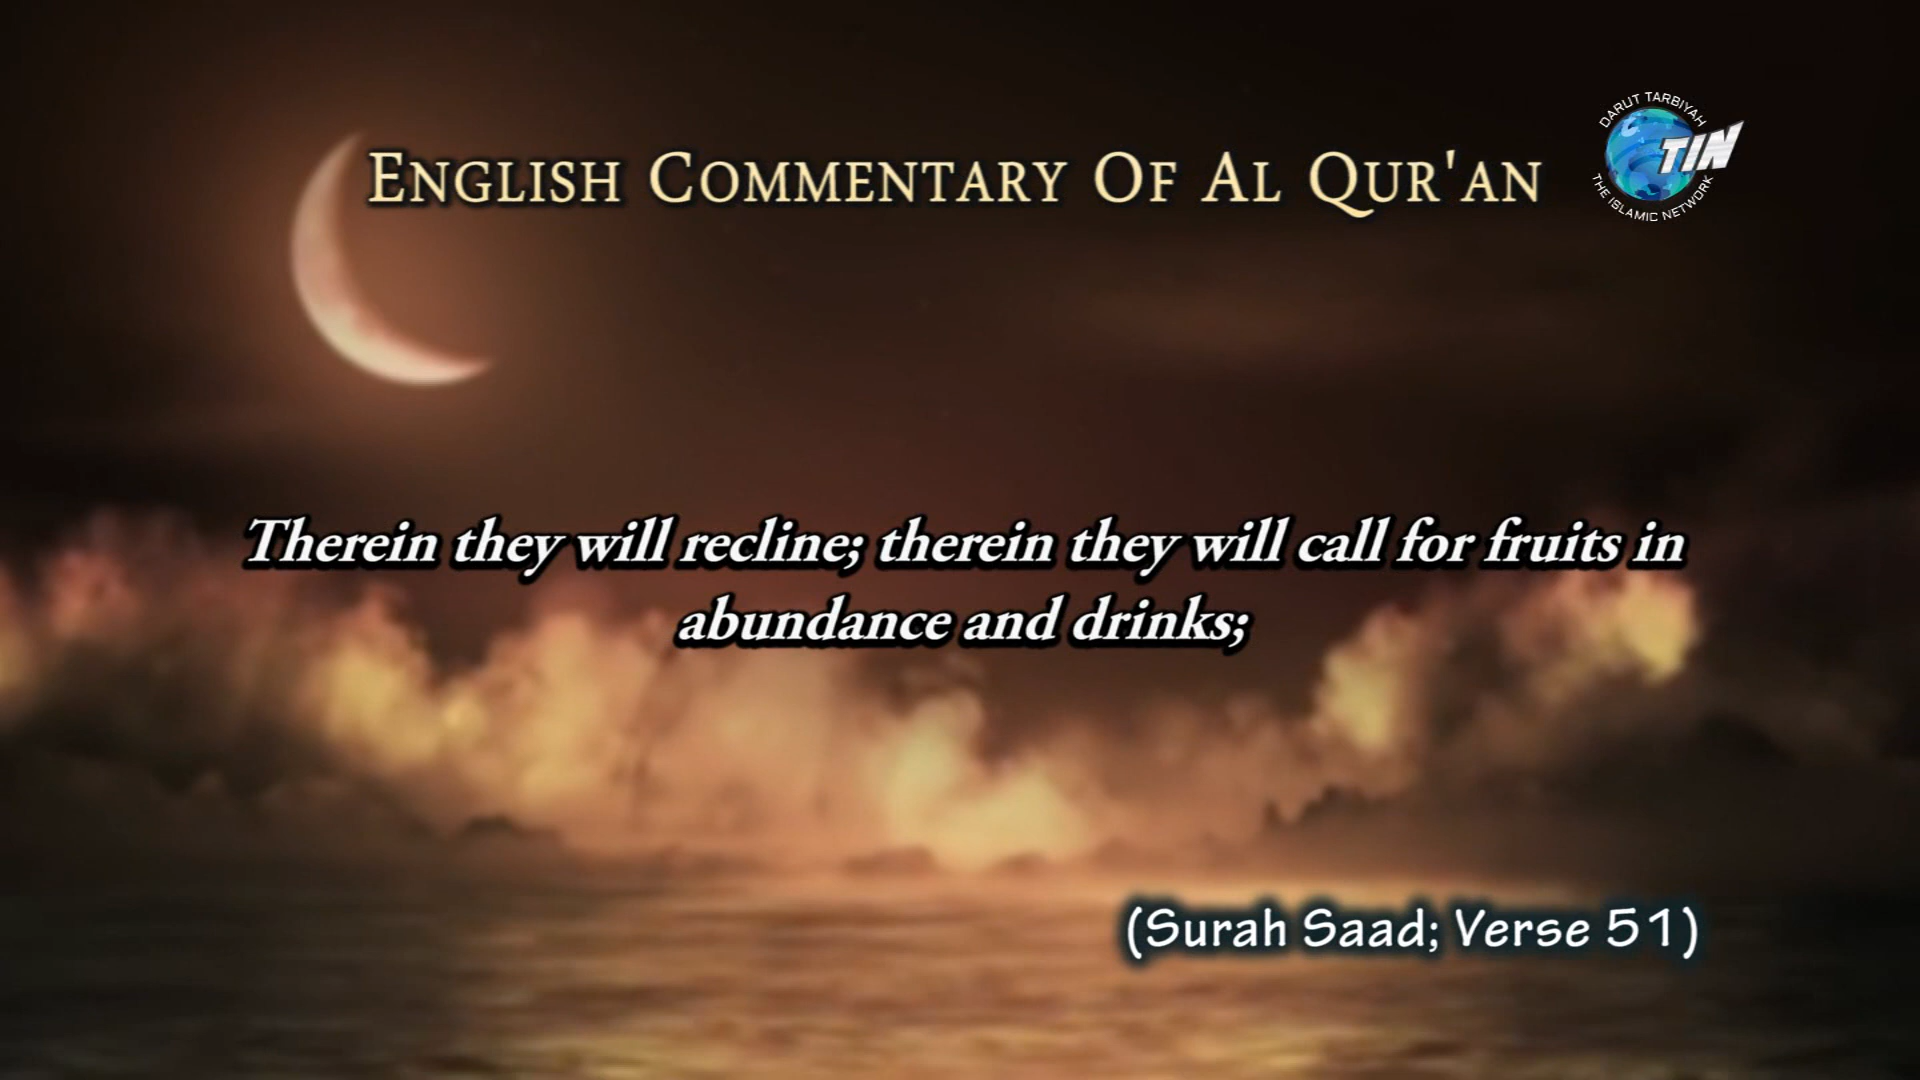 ENGLISH COMMENTARY OF AL QUR'AN
DARUT TARBIYAH
TIN
THE ISLAMIC NETWORK
Therein they will recline; therein they will call for fruits in
abundance and drinks;
(Surah Saad; Verse 51)